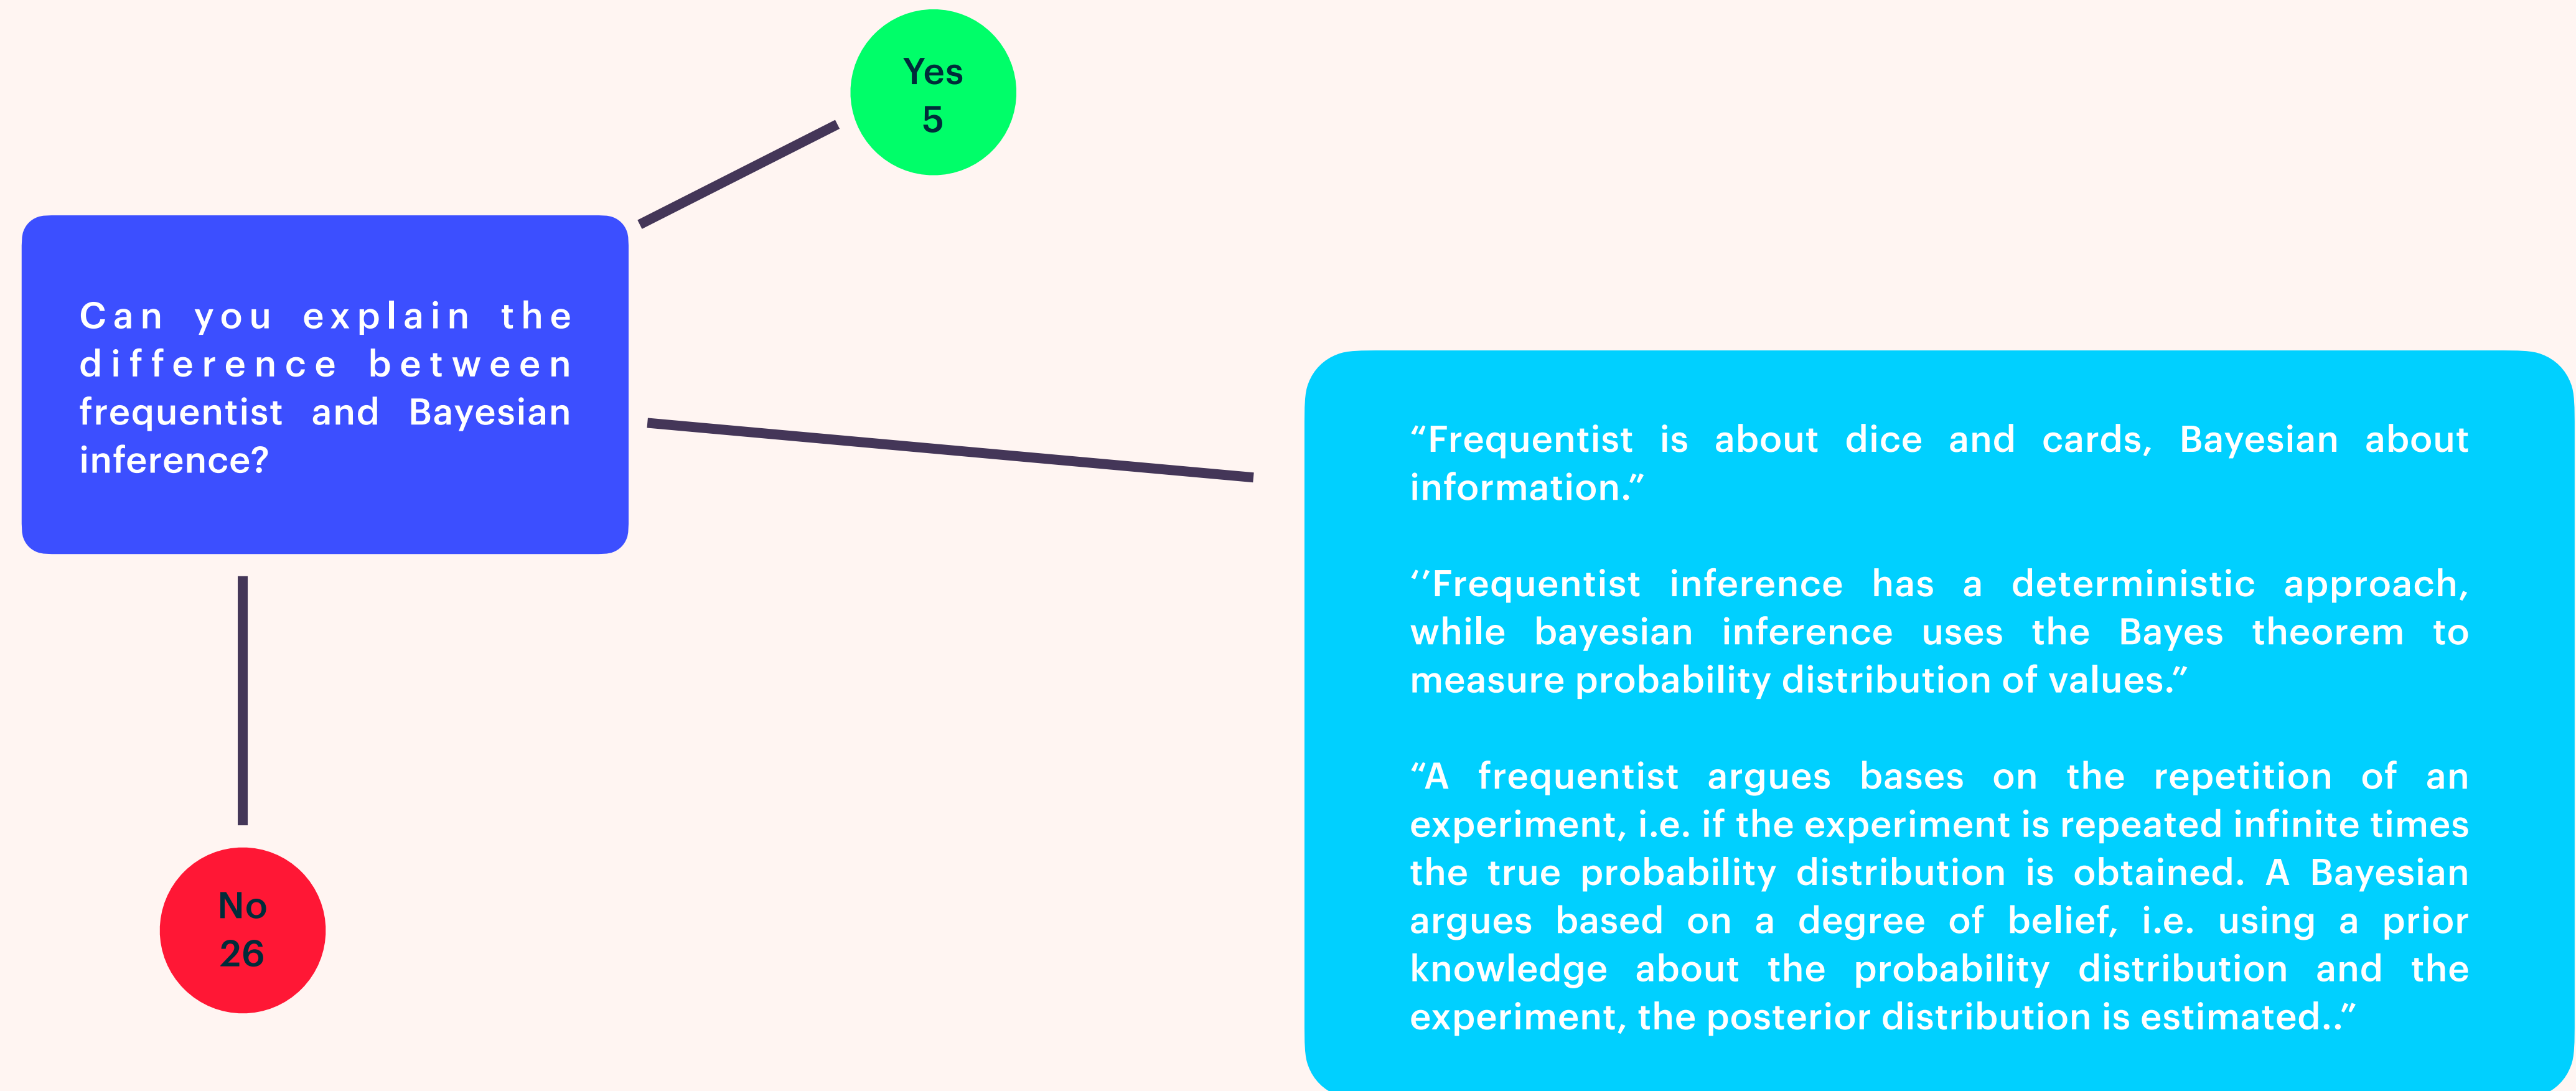 Yes
5
Can you explain the
difference between
frequentist and Bayesian
inference?
“Frequentist is about dice and cards, Bayesian about
information.”
‘’Frequentist inference has a deterministic approach,
while bayesian inference uses the Bayes theorem to
measure probability distribution of values.”
“A frequentist argues bases on the repetition of an
experiment, i.e. if the experiment is repeated infinite times
the true probability distribution is obtained. A Bayesian
argues based on a degree of belief, i.e. using a prior
knowledge about the probability distribution and the
experiment, the posterior distribution is estimated..”
No
26